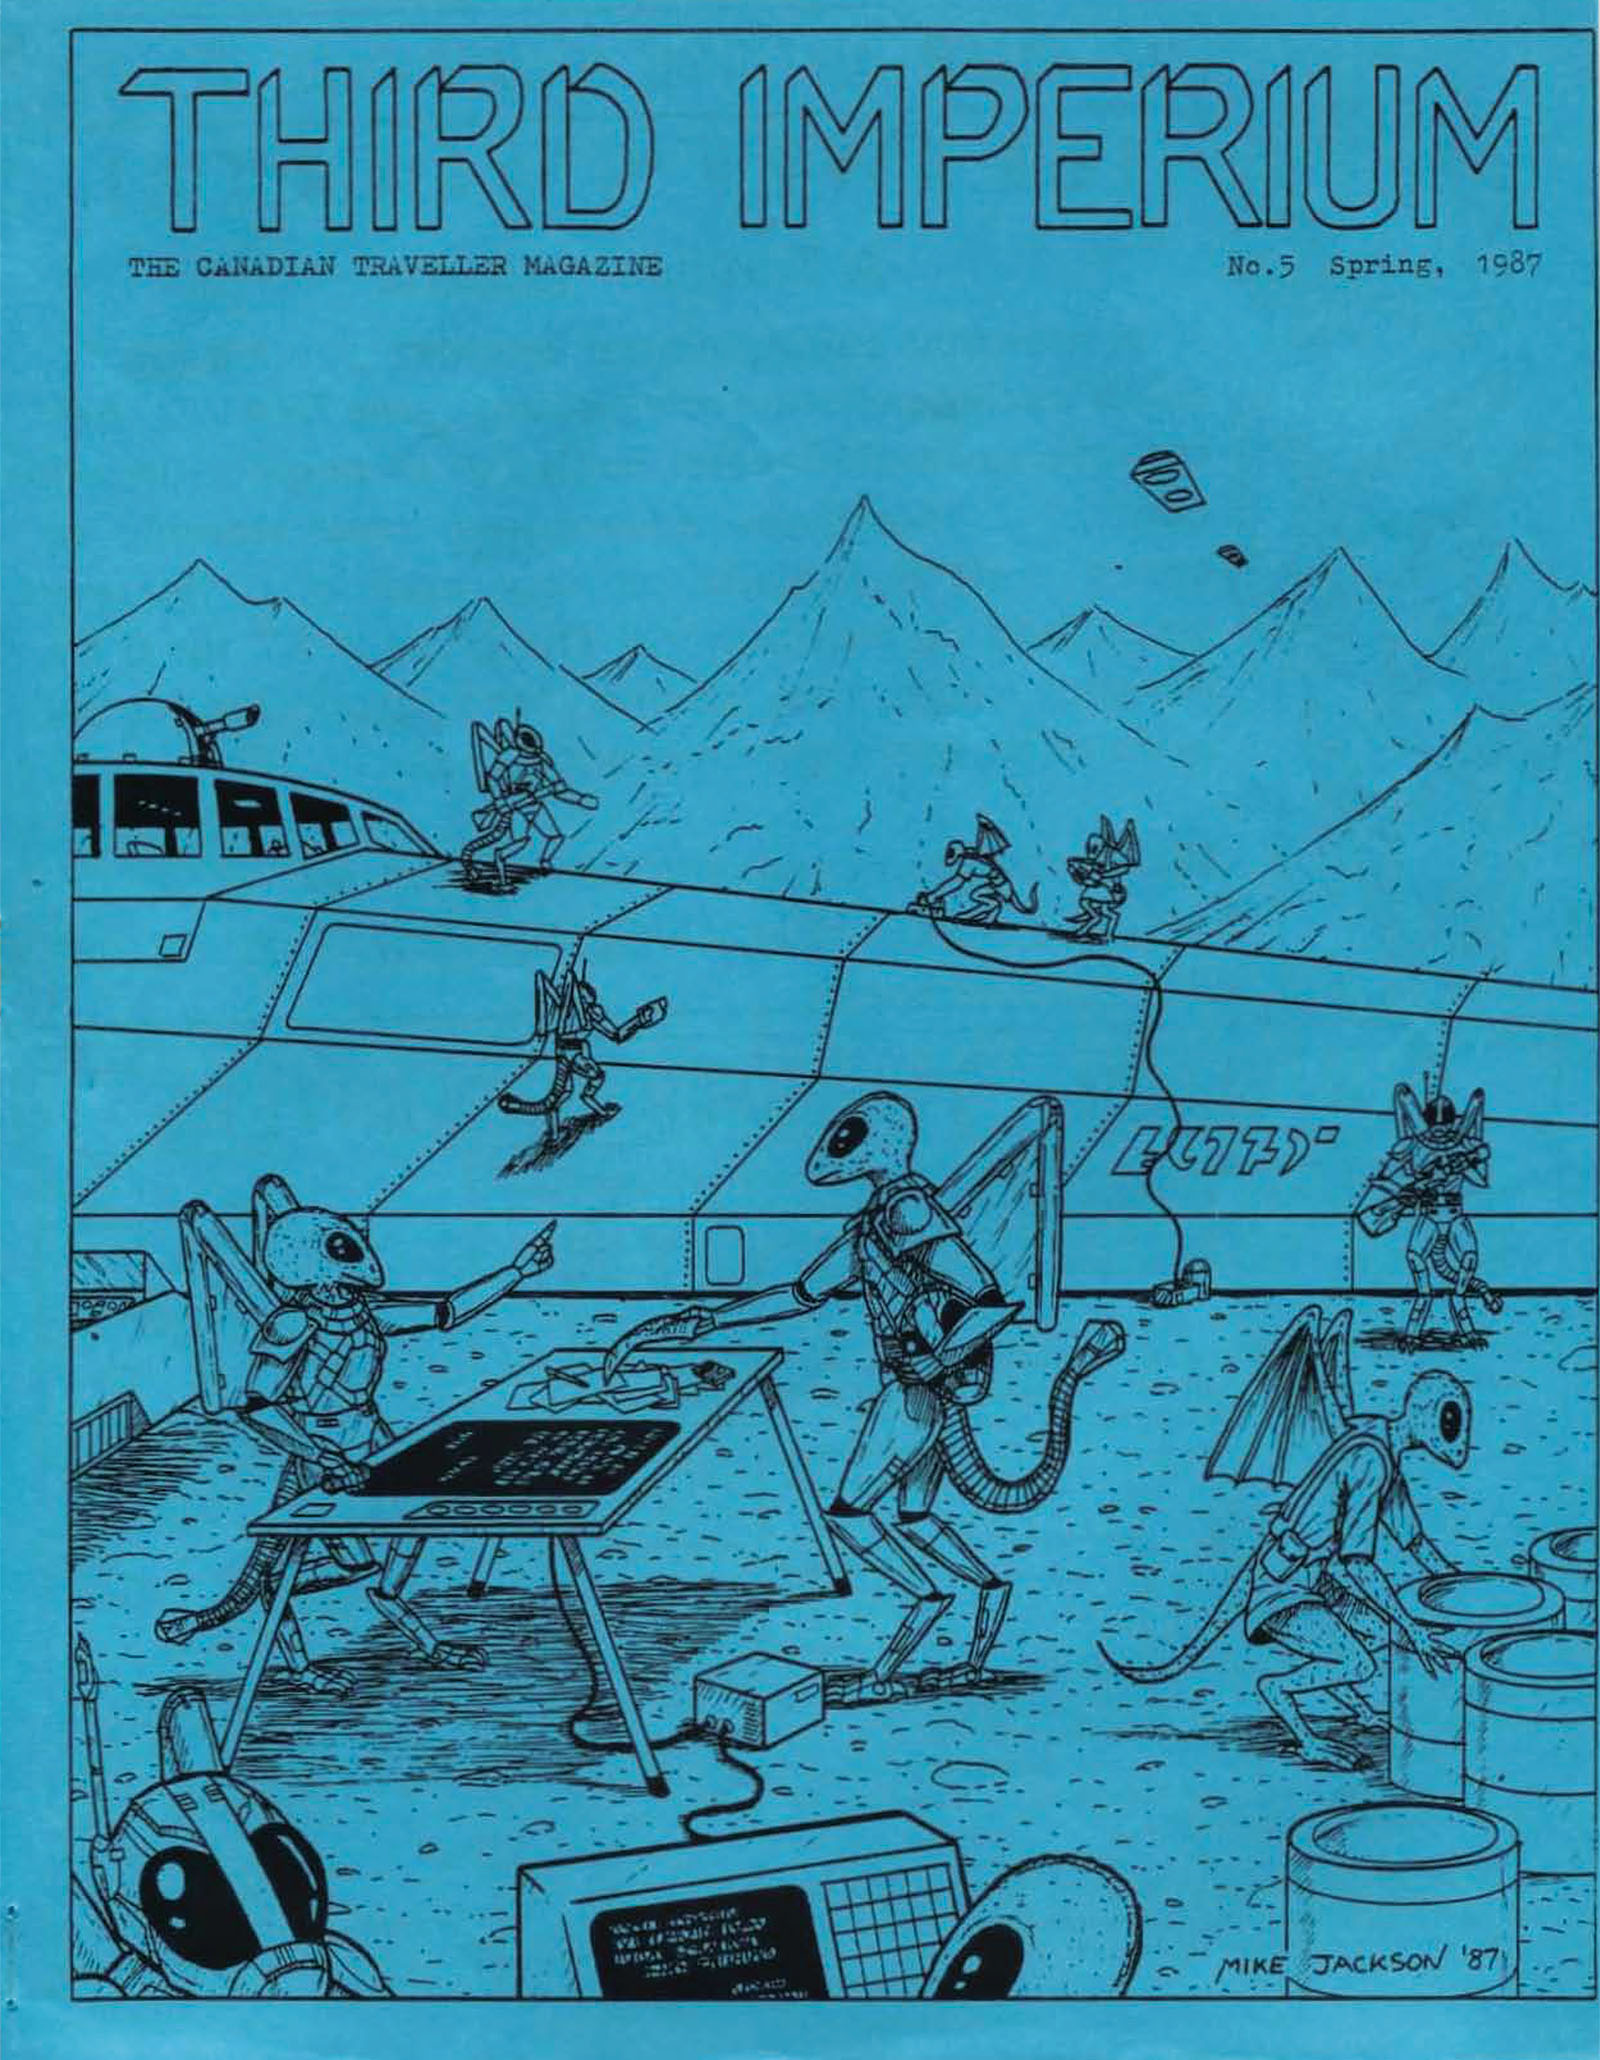 THIRD IMPERIUM
THE CANADIAN TRAVELLER MAGAZINE
No.5 Spring, 1987
MIKE JACKSON '87